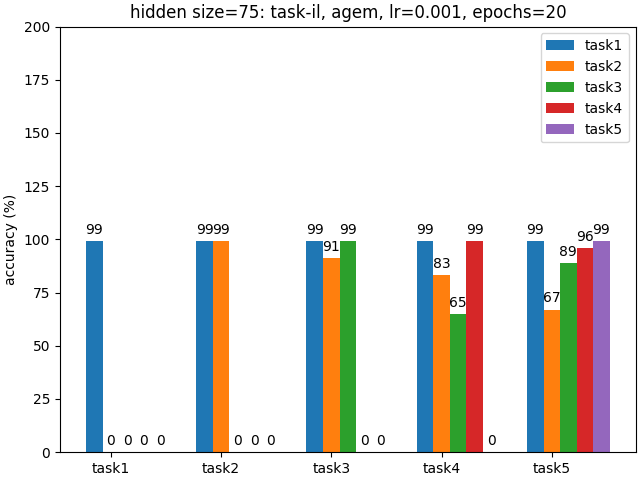 hidden size=75: task-il, agem, lr=0.001, epochs=20
accuracy (%)
200
175
150
125
100
75
50
25
0
task1
task2
task3
task4
task5
99 0 0 0 0
99 99 0 0 0
99 91 99 0 0
99 83 65 99 0
99 67 89 96 99
task1 task2 task3 task4 task5